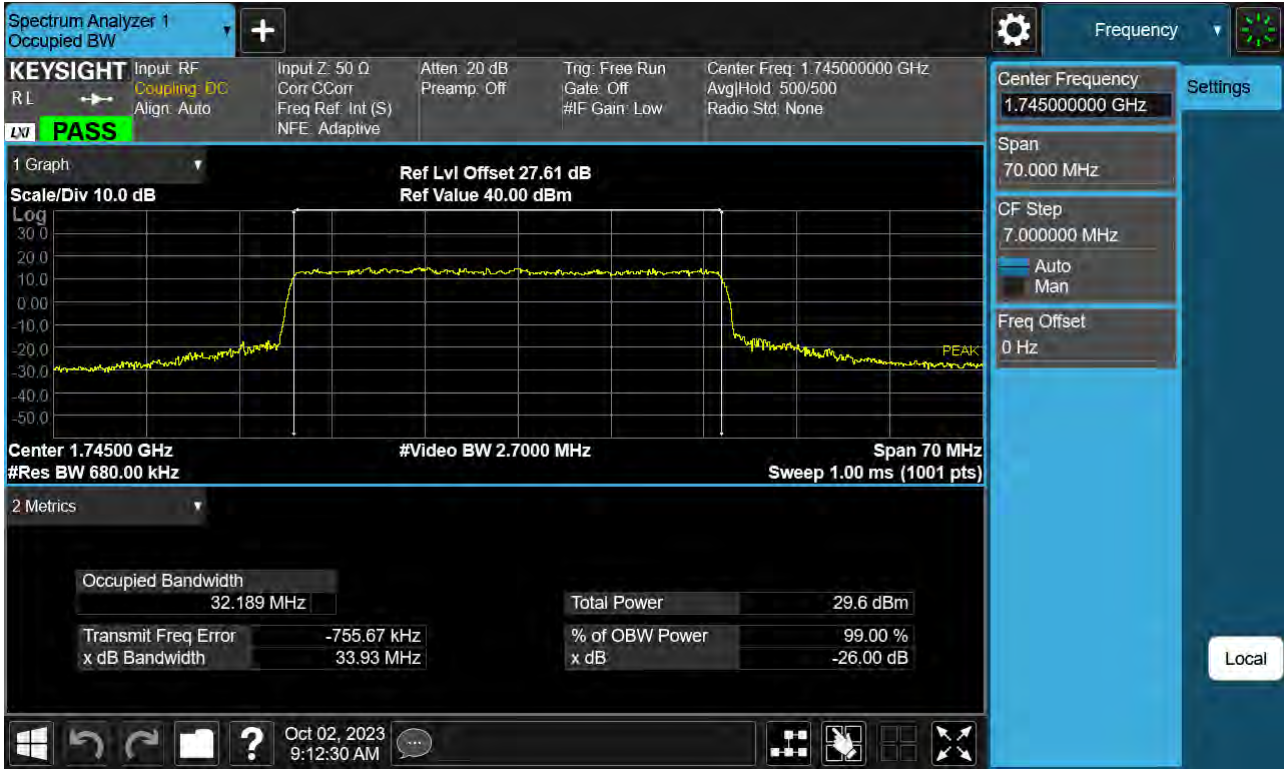 Spectrum Analyzer 1
Occupied BW
Frequency
KEYSIGHT
RL
LXI
PASS
Input: RF
Coupling: DC
Align: Auto
Input Z: 50 Ω
Corr CCorr
Freq Ref: Int (S)
NFE: Adaptive
Atten: 20 dB
Preamp: Off
Trig: Free Run
Gate: Off
#IF Gain: Low
Center Freq: 1.745000000 GHz
Avg|Hold: 500/500
Radio Std: None
1 Graph
Scale/Div 10.0 dB
Ref Lvl Offset 27.61 dB
Ref Value 40.00 dBm
Log
30.0
20.0
10.0
0.00
-10.0
-20.0
-30.0
-40.0
-50.0
PEAK
Center 1.74500 GHz
#Video BW 2.7000 MHz
Span 70 MHz
#Res BW 680.00 kHz
Sweep 1.00 ms (1001 pts)
2 Metrics
Occupied Bandwidth
32.189 MHz
Transmit Freq Error -755.67 kHz
x dB Bandwidth 33.93 MHz
Total Power 29.6 dBm
% of OBW Power 99.00 %
x dB -26.00 dB
Center Frequency
1.745000000 GHz
Span
70.000 MHz
CF Step
7.000000 MHz
Auto
Man
Freq Offset
0 Hz
Settings
Local
?
Oct 02, 2023
9:12:30 AM